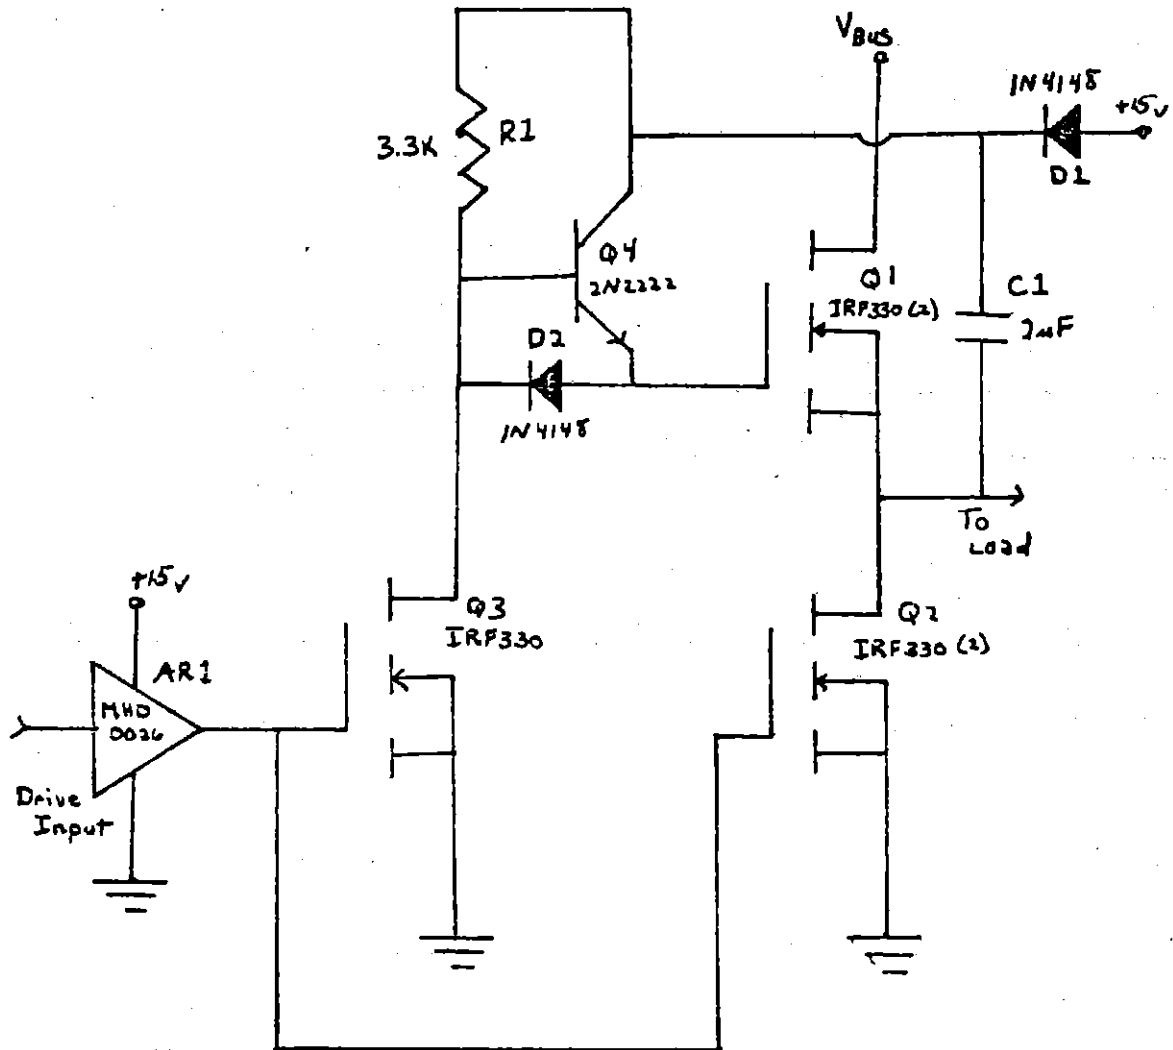 VBus
1N4148
+15v
D1
3.3K
R1
Q4
2N2222
Q1
IRF330 (2)
C1
2uF
D2
1N4148
To
Load
+15v
AR1
MHD
0026
Drive
Input
Q3
IRF330
Q2
IRF330 (2)